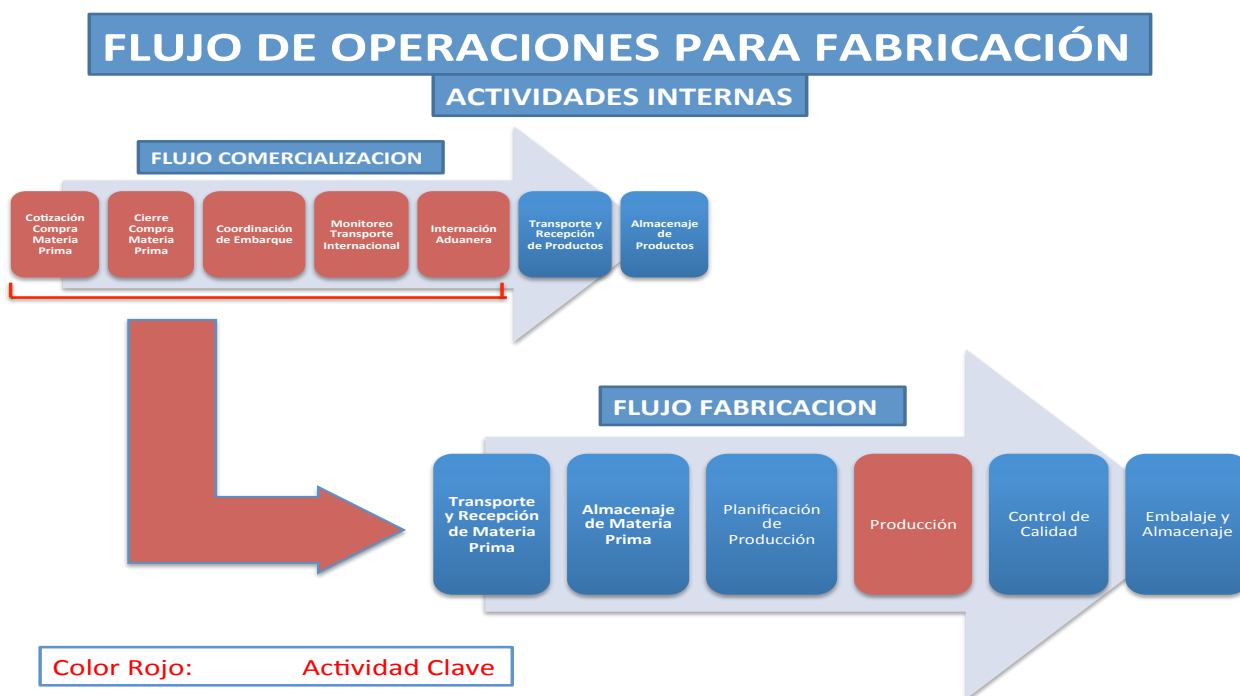 FLUJO DE OPERACIONES PARA FABRICACIÓN
ACTIVIDADES INTERNAS
FLUJO COMERCIALIZACION
Cotización
Compra
Materia
Prima
Cierre
Compra
Materia
Prima
Coordinación
de Embarque
Monitoreo
Transporte
Internacional
Internación
Aduanera
Transporte y
Recepción
de Productos
Almacenaje
de
Productos
FLUJO FABRICACION
Transporte
y Recepción
de Materia
Prima
Almacenaje
de Materia
Prima
Planificación
de
Producción
Producción
Control de
Calidad
Embalaje y
Almacenaje
Color Rojo: Actividad Clave